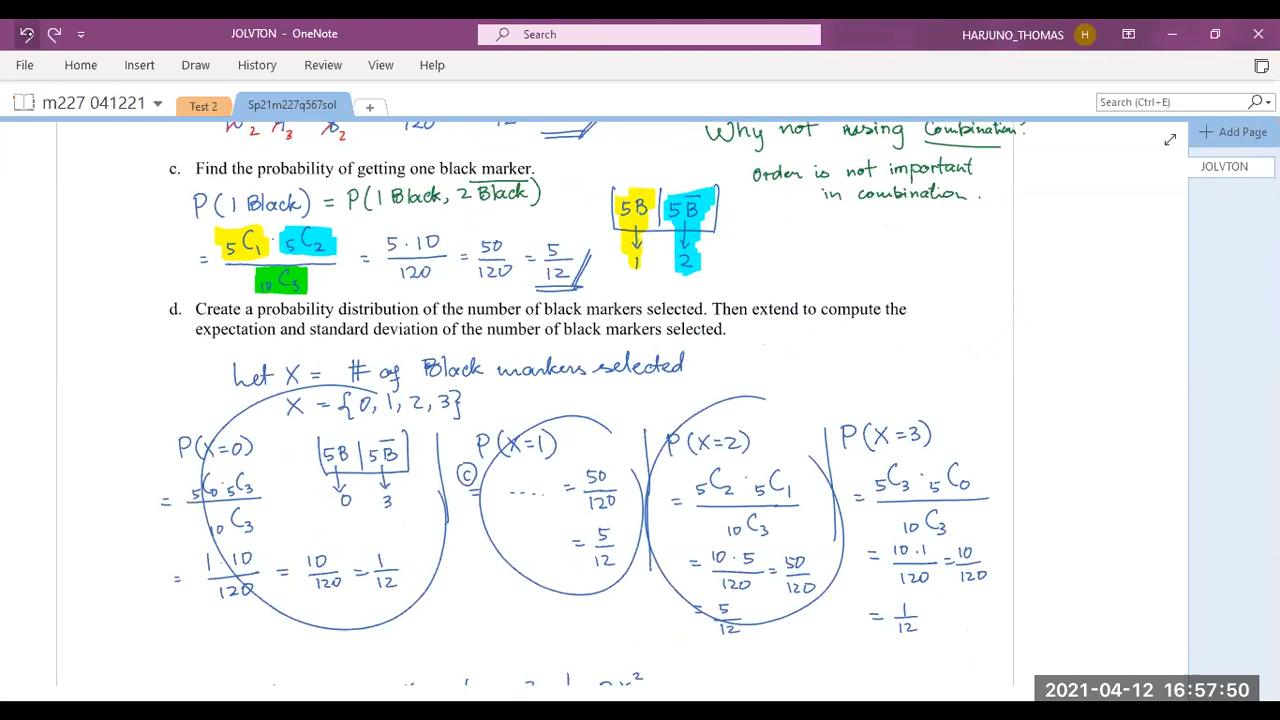 JOLVTON - OneNote
Search
HARJUNO_THOMAS
H
File Home Insert Draw History Review View Help
m227 041221
Test 2
Sp21m227q567sol
Search (Ctrl+E)
Add Page
JOLVTON
120
Why not using Combination?
c. Find the probability of getting one black marker.
order is not important
in combination.
P(1 Black) = P(1 Black, 2 B̅l̅a̅c̅k̅)
= 5C1 · 5C2 / 10C3 = 5·10 / 120 = 50/120 = 5/12
5B | 5B̅
1 2
d. Create a probability distribution of the number of black markers selected. Then extend to compute the
expectation and standard deviation of the number of black markers selected.
Let X = # of Black markers selected
X = {0, 1, 2, 3}
P(X=0)
5B | 5B̅
0 3
= 5C0 · 5C3 / 10C3
= 1·10 / 120 = 10/120 = 1/12
P(X=1)
(c) = .... = 50/120
= 5/12
P(X=2)
= 5C2 · 5C1 / 10C3
= 10·5 / 120 = 50/120
= 5/12
P(X=3)
= 5C3 · 5C0 / 10C3
= 10·1 / 120 = 10/120
= 1/12
2021-04-12 16:57:50